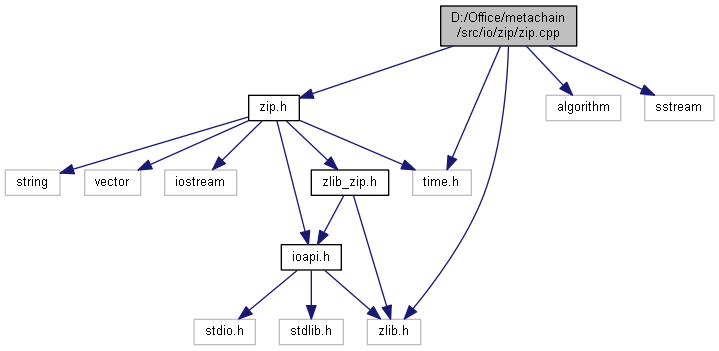 D:/Office/metachain
/src/io/zip/zip.cpp
zip.h
algorithm
sstream
string
vector
iostream
zlib_zip.h
time.h
ioapi.h
stdio.h
stdlib.h
zlib.h